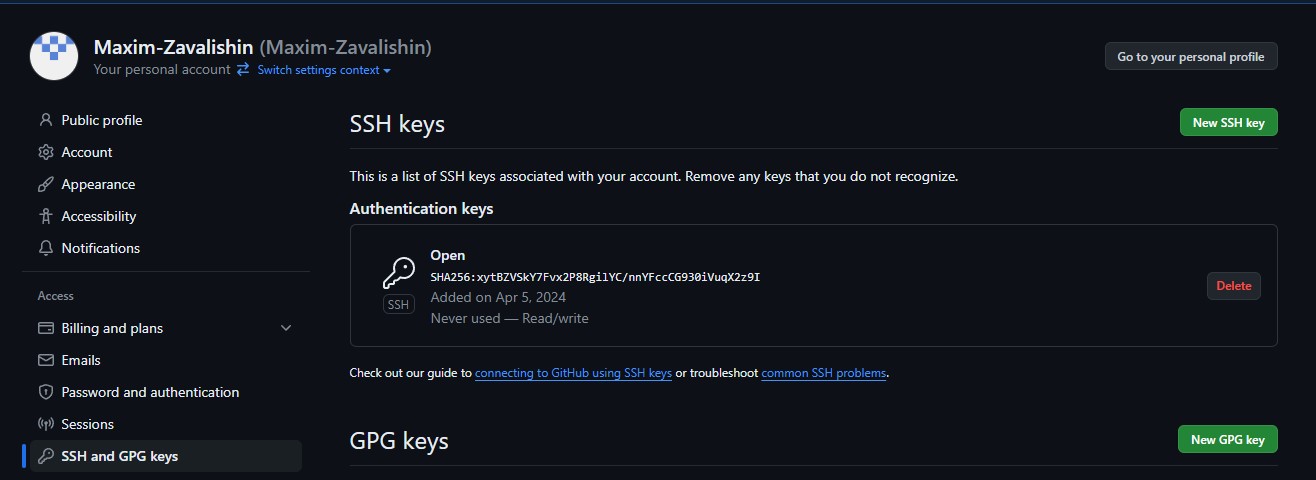 Maxim-Zavalishin (Maxim-Zavalishin)
Your personal account Switch settings context
Go to your personal profile
Public profile
Account
Appearance
Accessibility
Notifications
Access
Billing and plans
Emails
Password and authentication
Sessions
SSH and GPG keys
SSH keys
New SSH key
This is a list of SSH keys associated with your account. Remove any keys that you do not recognize.
Authentication keys
SSH
Open
SHA256:xytBZVSkY7Fvx2P8RgilYC/nnYFccCG930iVuqX2z9I
Added on Apr 5, 2024
Never used — Read/write
Delete
Check out our guide to connecting to GitHub using SSH keys or troubleshoot common SSH problems.
GPG keys
New GPG key